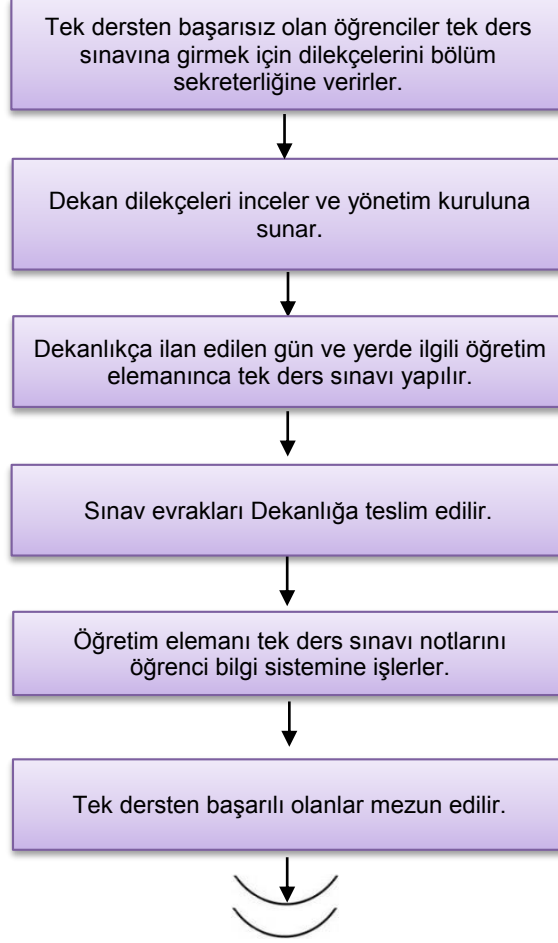 Tek dersten başarısız olan öğrenciler tek ders
sınavına girmek için dilekçelerini bölüm
sekreterliğine verirler.
Dekan dilekçeleri inceler ve yönetim kuruluna
sunar.
Dekanlıkça ilan edilen gün ve yerde ilgili öğretim
elemanınca tek ders sınavı yapılır.
Sınav evrakları Dekanlığa teslim edilir.
Öğretim elemanı tek ders sınavı notlarını
öğrenci bilgi sistemine işlerler.
Tek dersten başarılı olanlar mezun edilir.